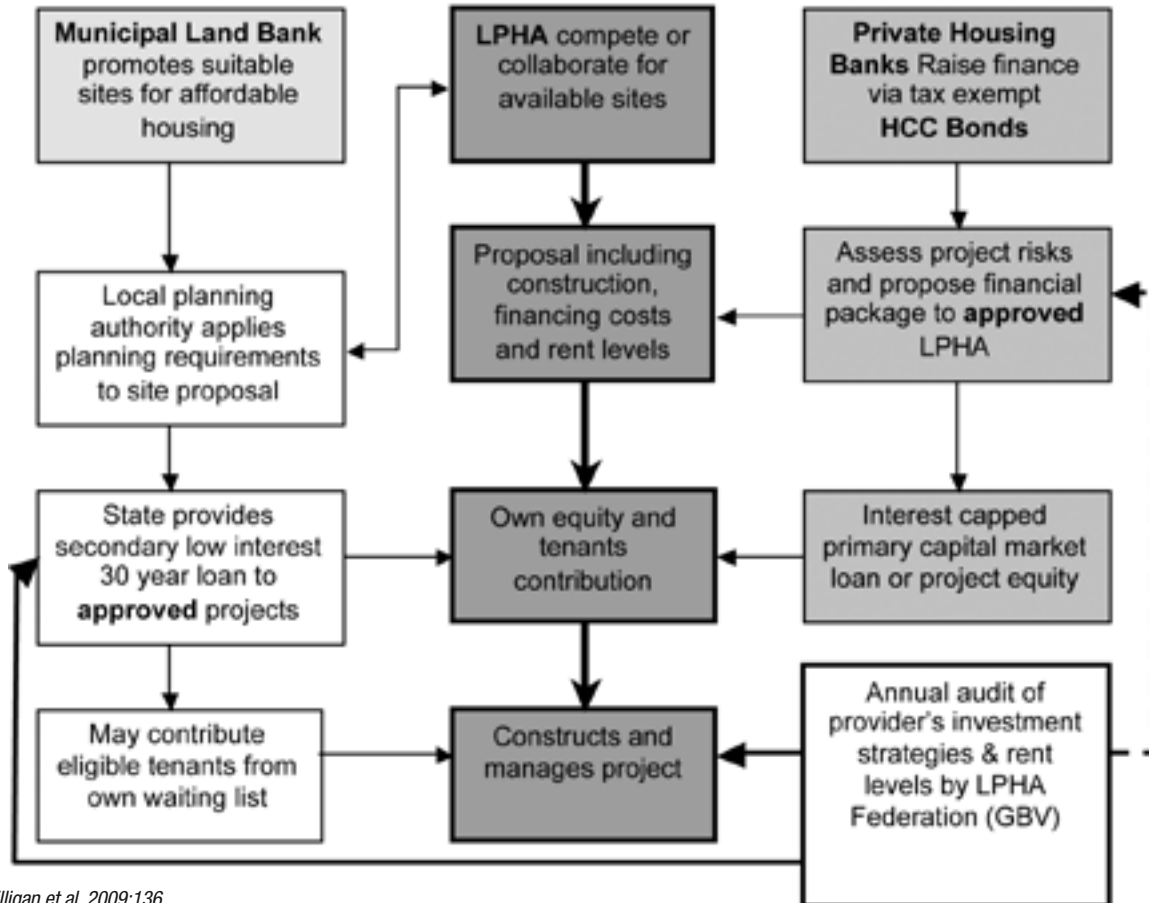 Municipal Land Bank
promotes suitable
sites for affordable
housing
LPHA compete or
collaborate for
available sites
Private Housing
Banks Raise finance
via tax exempt
HCC Bonds
Local planning
authority applies
planning requirements
to site proposal
Proposal including
construction,
financing costs
and rent levels
Assess project risks
and propose financial
package to approved
LPHA
State provides
secondary low interest
30 year loan to
approved projects
Own equity and
tenants
contribution
Interest capped
primary capital market
loan or project equity
May contribute
eligible tenants from
own waiting list
Constructs and
manages project
Annual audit of
provider's investment
strategies & rent
levels by LPHA
Federation (GBV)
et al. 2009:136